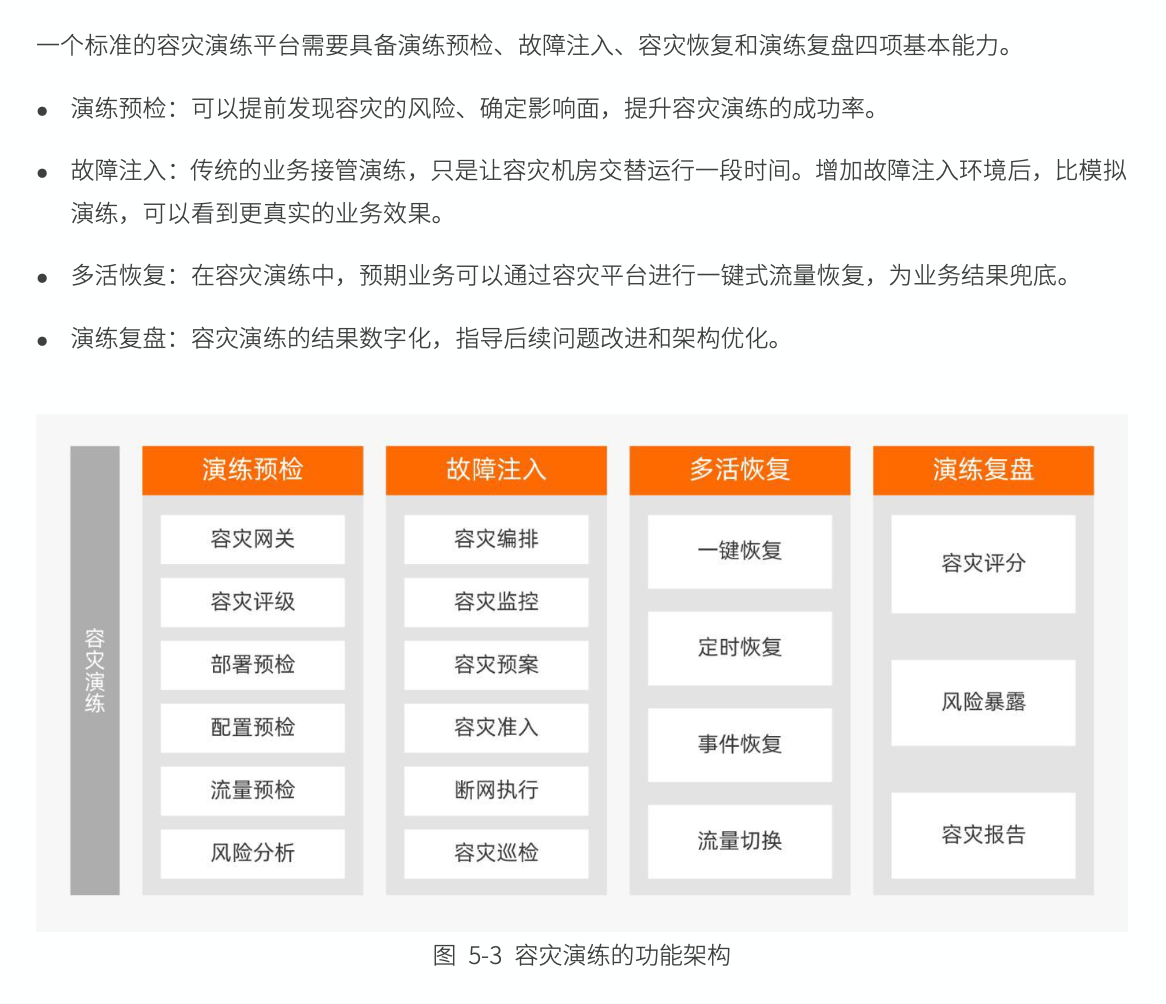 一个标准的容灾演练平台需要具备演练预检、故障注入、容灾恢复和演练复盘四项基本能力。
● 演练预检：可以提前发现容灾的风险、确定影响面，提升容灾演练的成功率。
● 故障注入：传统的业务接管演练，只是让容灾机房交替运行一段时间。增加故障注入环境后，比模拟
演练，可以看到更真实的业务效果。
● 多活恢复：在容灾演练中，预期业务可以通过容灾平台进行一键式流量恢复，为业务结果兜底。
● 演练复盘：容灾演练的结果数字化，指导后续问题改进和架构优化。
容灾演练
演练预检
容灾网关
容灾评级
部署预检
配置预检
流量预检
风险分析
故障注入
容灾编排
容灾监控
容灾预案
容灾准入
断网执行
容灾巡检
多活恢复
一键恢复
定时恢复
事件恢复
流量切换
演练复盘
容灾评分
风险暴露
容灾报告
图 5-3 容灾演练的功能架构